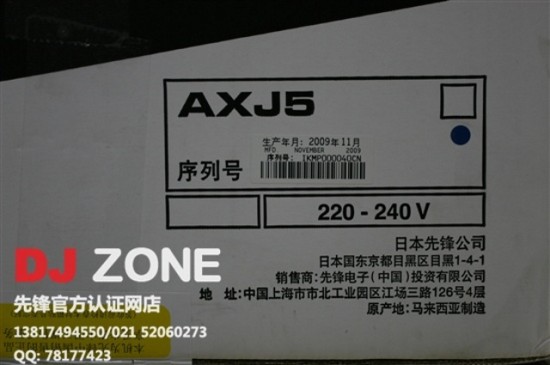 AXJ5
生产年月: 2009年11月
MFD. NOVEMBER 2009
序列号
序列号: IKMP000040CN
220 - 240 V
日本先锋公司
日本国东京都目黑区目黑1-4-1
销售商: 先锋电子(中国)投资有限公司
地 址: 中国上海市市北工业园区江场三路126号4层
原产地: 马来西亚制造
DJ ZONE
先锋官方认证网店
13817494550/021 52060273
QQ: 78177423